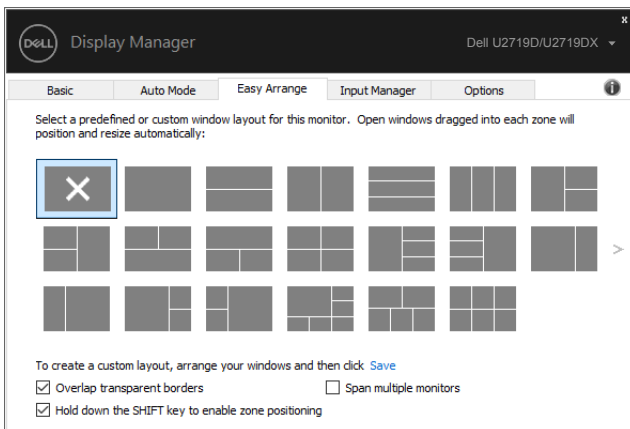 x
DELL Display Manager Dell U2719D/U2719DX
Basic Auto Mode Easy Arrange Input Manager Options i
Select a predefined or custom window layout for this monitor. Open windows dragged into each zone will
position and resize automatically:
>
To create a custom layout, arrange your windows and then click Save
Overlap transparent borders Span multiple monitors
Hold down the SHIFT key to enable zone positioning